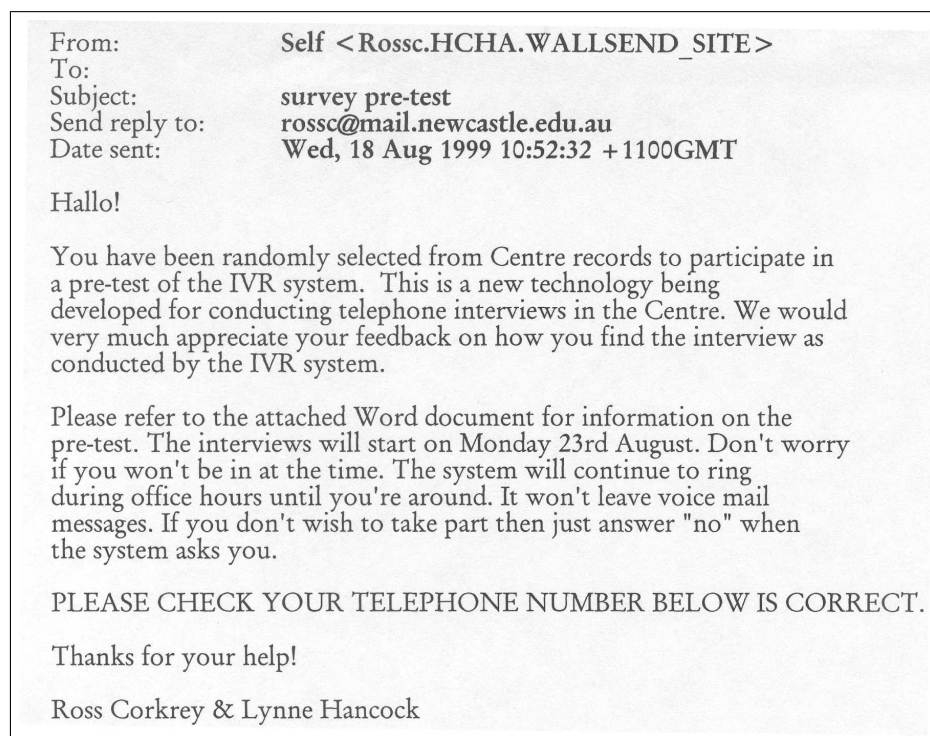 From: Self <Rossc.HCHA.WALLSEND_SITE>
To:
Subject: survey pre-test
Send reply to: rossc@mail.newcastle.edu.au
Date sent: Wed, 18 Aug 1999 10:52:32 +1100GMT
Hallo!
You have been randomly selected from Centre records to participate in
a pre-test of the IVR system. This is a new technology being
developed for conducting telephone interviews in the Centre. We would
very much appreciate your feedback on how you find the interview as
conducted by the IVR system.
Please refer to the attached Word document for information on the
pre-test. The interviews will start on Monday 23rd August. Don't worry
if you won't be in at the time. The system will continue to ring
during office hours until you're around. It won't leave voice mail
messages. If you don't wish to take part then just answer "no" when
the system asks you.
PLEASE CHECK YOUR TELEPHONE NUMBER BELOW IS CORRECT.
Thanks for your help!
Ross Corkrey & Lynne Hancock